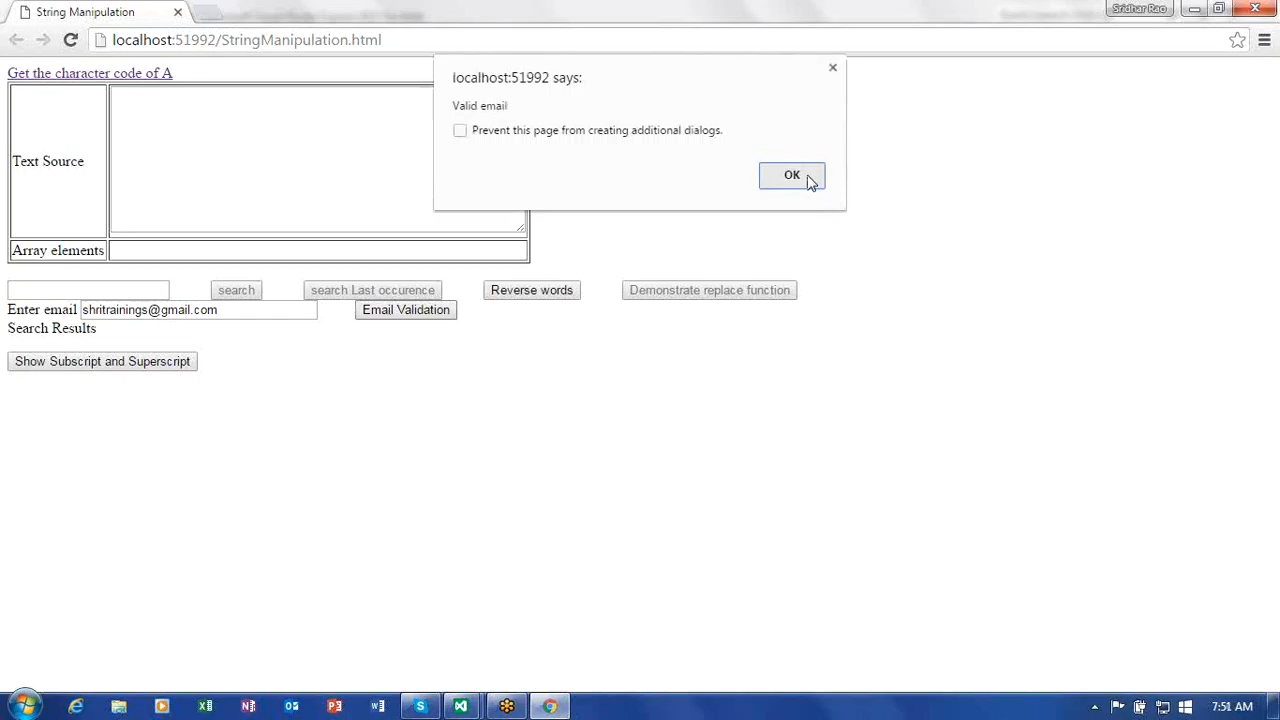 String Manipulation
Sridhar Rao
localhost:51992/StringManipulation.html
Get the character code of A
localhost:51992 says:
Valid email
Prevent this page from creating additional dialogs.
OK
Text Source
Array elements
search
search Last occurence
Reverse words
Demonstrate replace function
Enter email
shritrainings@gmail.com
Email Validation
Search Results
Show Subscript and Superscript
7:51 AM